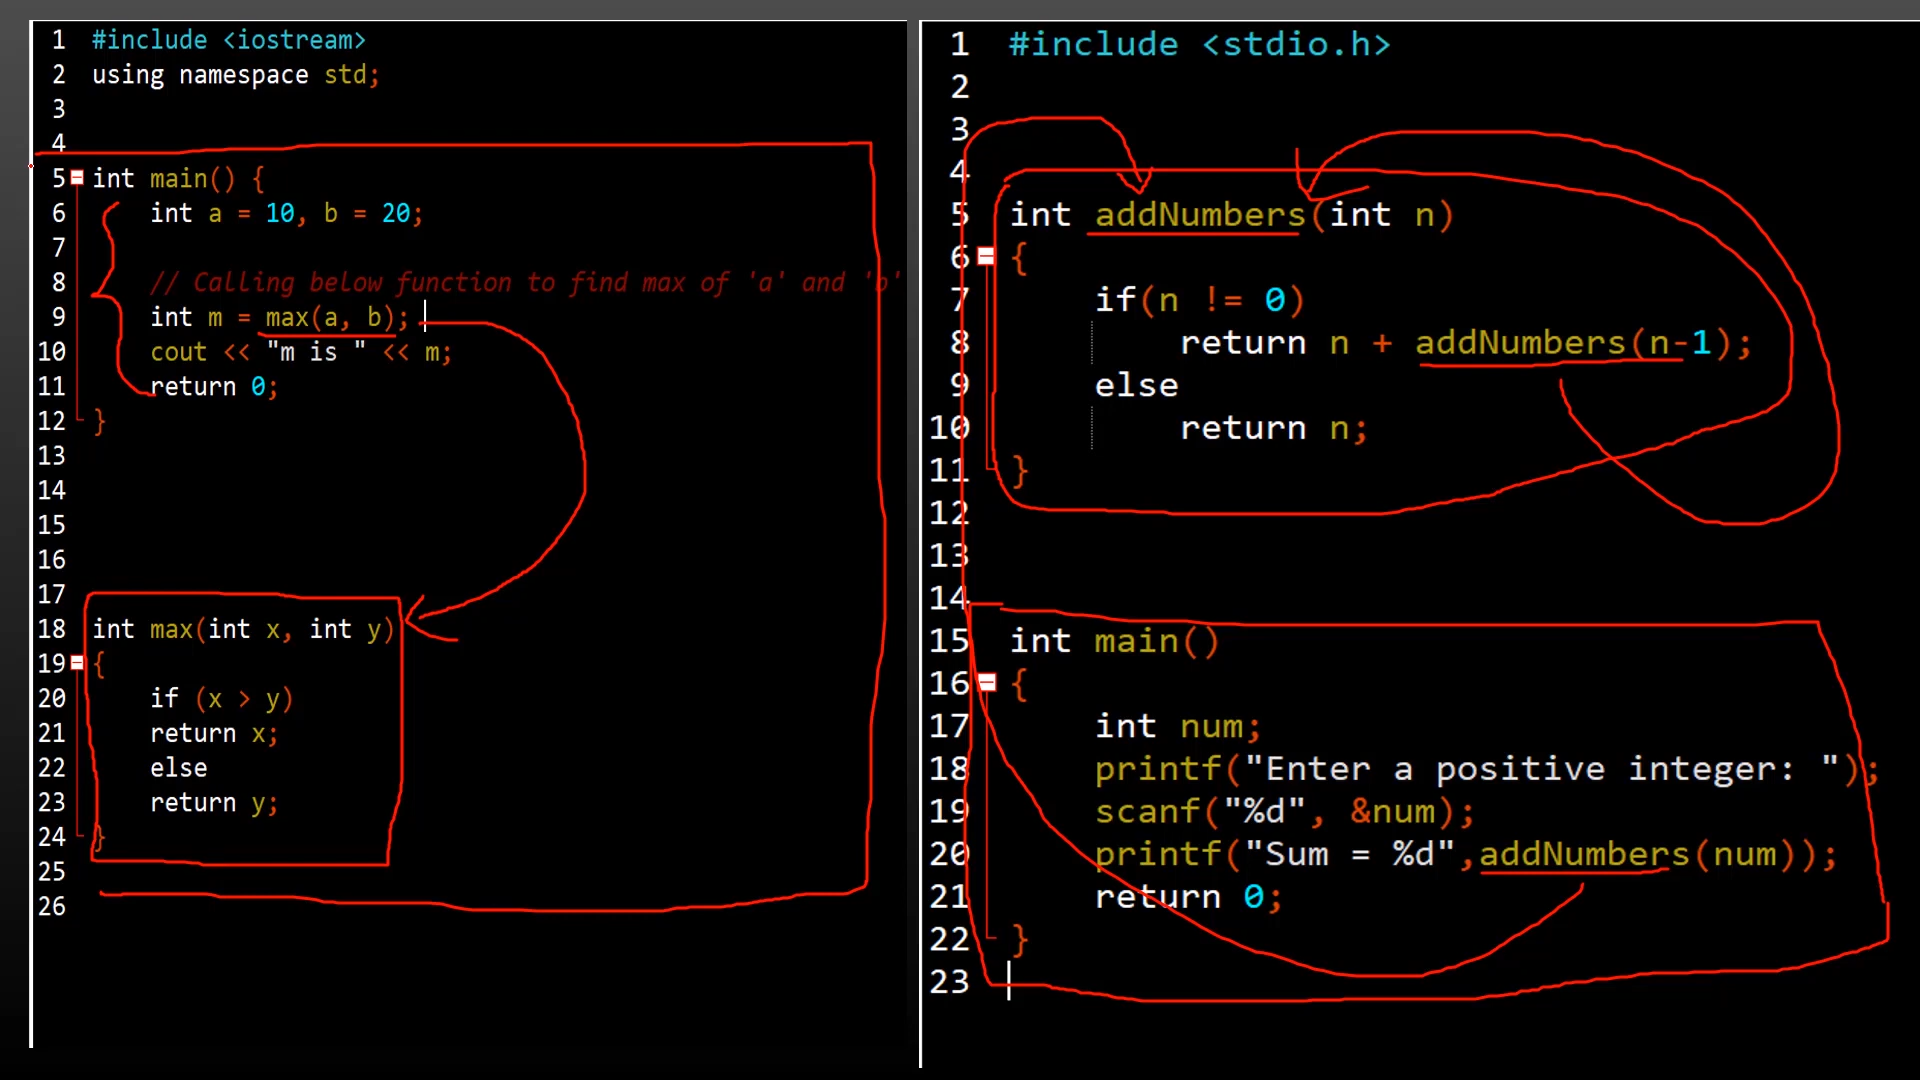 1 #include <iostream>
2 using namespace std;
3
4
5 int main() {
6 int a = 10, b = 20;
7
8 // Calling below function to find max of 'a' and 'b'
9 int m = max(a, b);
10 cout << "m is " << m;
11 return 0;
12 }
13
14
15
16
17
18 int max(int x, int y)
19 {
20 if (x > y)
21 return x;
22 else
23 return y;
24 }
25
26
1 #include <stdio.h>
2
3
4
5 int addNumbers(int n)
6 {
7 if(n != 0)
8 return n + addNumbers(n-1);
9 else
10 return n;
11 }
12
13
14
15 int main()
16 {
17 int num;
18 printf("Enter a positive integer: ");
19 scanf("%d", &num);
20 printf("Sum = %d",addNumbers(num));
21 return 0;
22 }
23